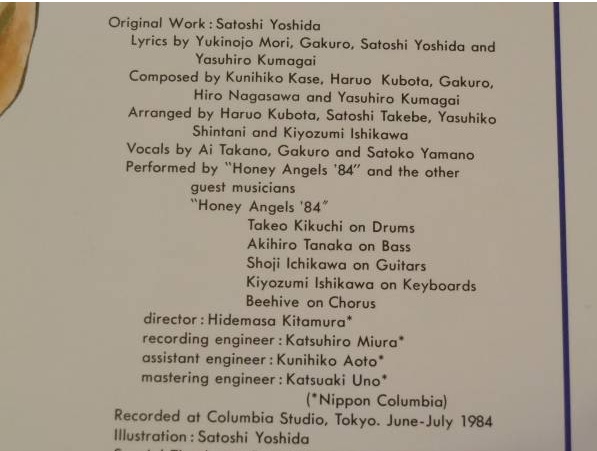 Original Work : Satoshi Yoshida
Lyrics by Yukinojo Mori, Gakuro, Satoshi Yoshida and
Yasuhiro Kumagai
Composed by Kunihiko Kase, Haruo Kubota, Gakuro,
Hiro Nagasawa and Yasuhiro Kumagai
Arranged by Haruo Kubota, Satoshi Takebe, Yasuhiko
Shintani and Kiyozumi Ishikawa
Vocals by Ai Takano, Gakuro and Satoko Yamano
Performed by "Honey Angels '84" and the other
guest musicians
"Honey Angels '84"
Takeo Kikuchi on Drums
Akihiro Tanaka on Bass
Shoji Ichikawa on Guitars
Kiyozumi Ishikawa on Keyboards
Beehive on Chorus
director : Hidemasa Kitamura*
recording engineer : Katsuhiro Miura*
assistant engineer : Kunihiko Aoto*
mastering engineer : Katsuaki Uno*
(*Nippon Columbia)
Recorded at Columbia Studio, Tokyo. June-July 1984
Illustration : Satoshi Yoshida